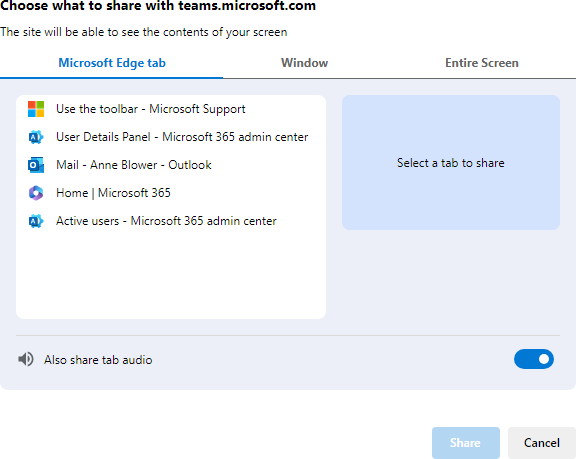 Choose what to share with teams.microsoft.com
The site will be able to see the contents of your screen
Microsoft Edge tab
Window
Entire Screen
Use the toolbar - Microsoft Support
User Details Panel - Microsoft 365 admin center
Mail - Anne Blower - Outlook
Home | Microsoft 365
Active users - Microsoft 365 admin center
Select a tab to share
Also share tab audio
Share
Cancel